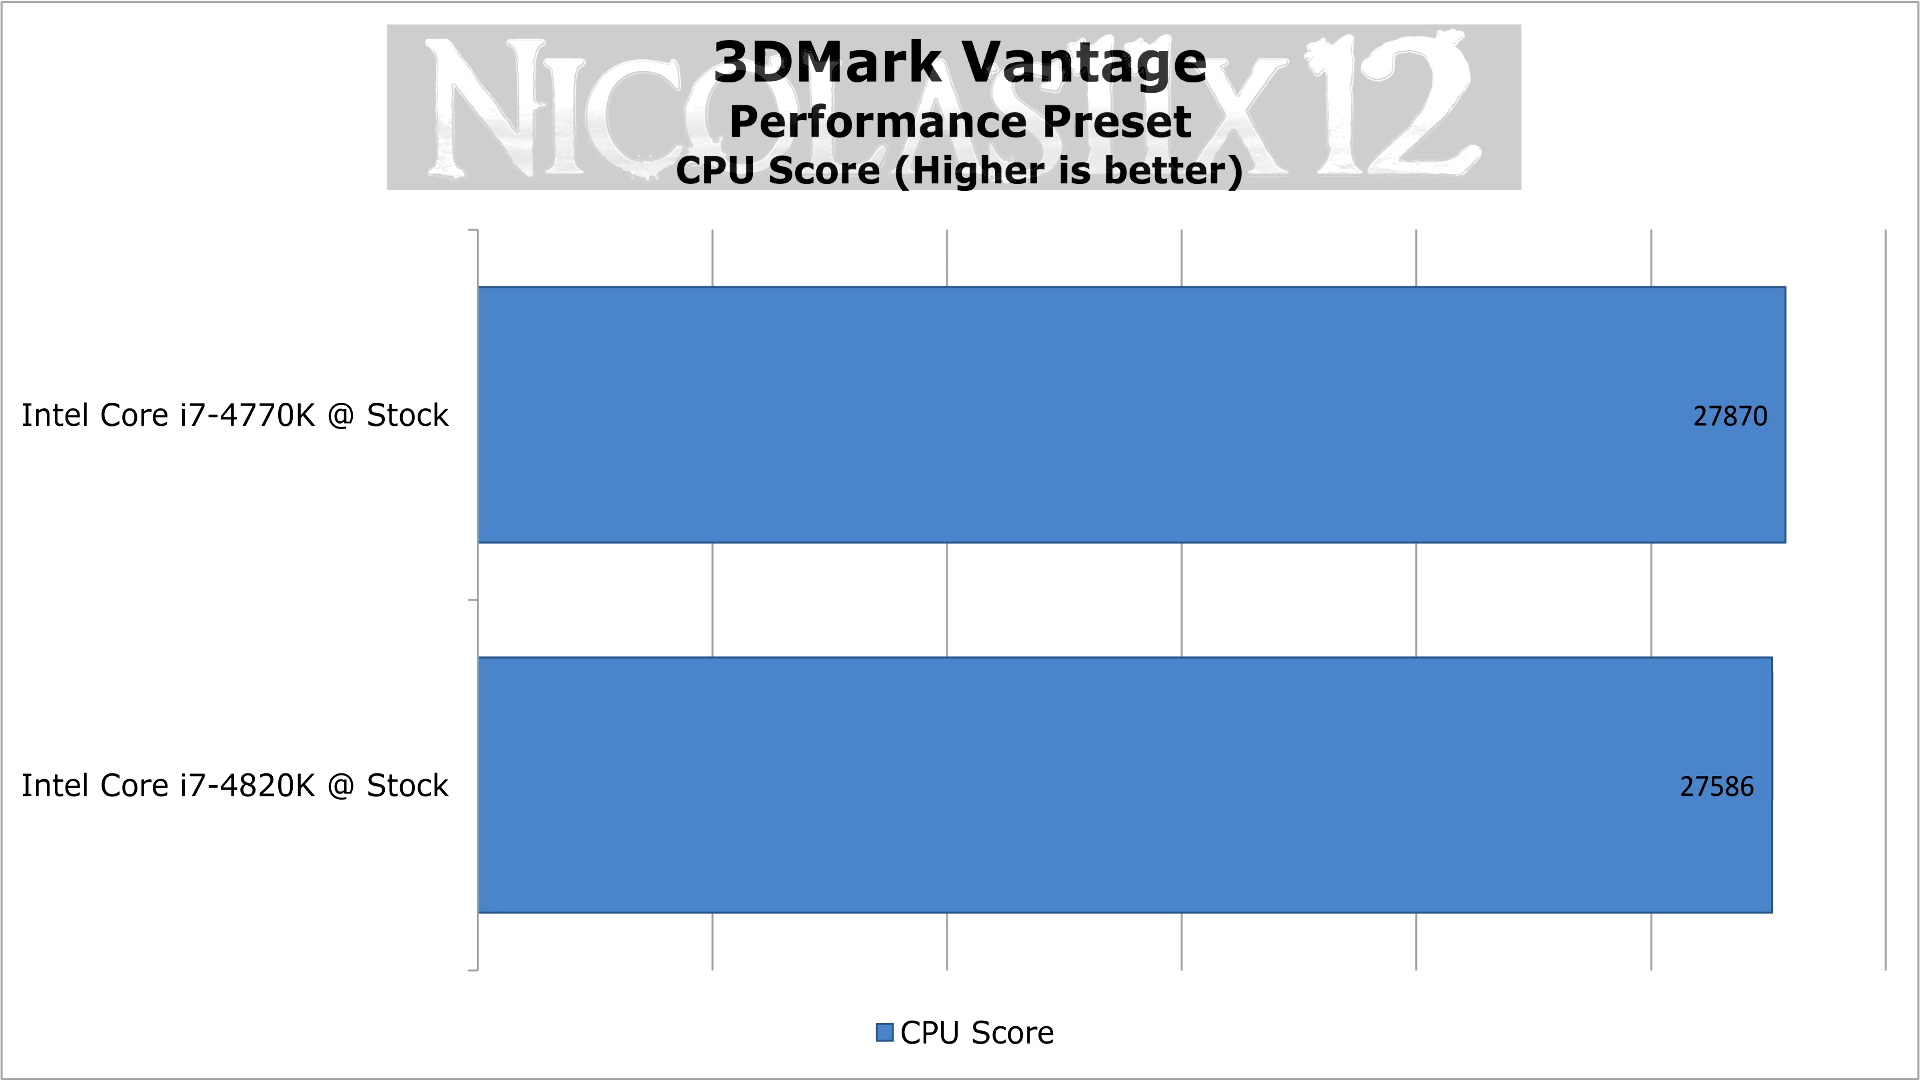 Nicolas11x12
3DMark Vantage
Performance Preset
CPU Score (Higher is better)
Intel Core i7-4770K @ Stock
27870
Intel Core i7-4820K @ Stock
27586
CPU Score